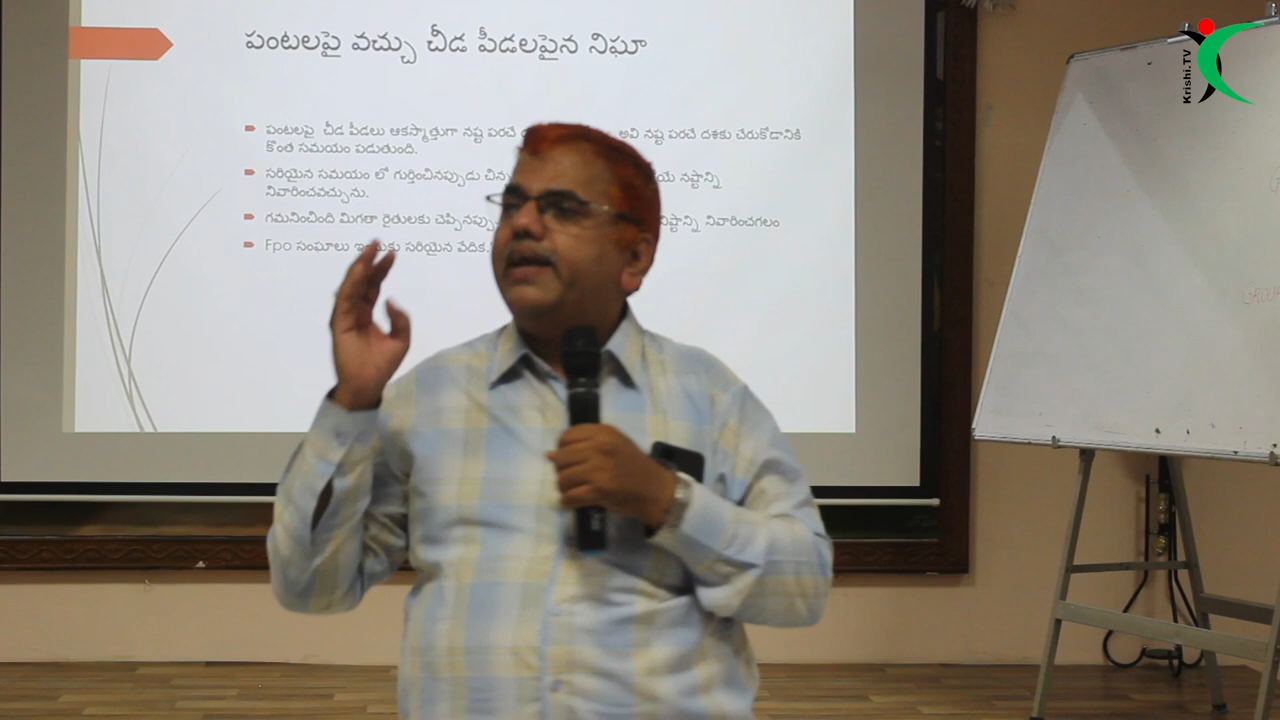 పంటలపై వచ్చు చీడ పీడలపైన నిఘా
పంటలపై చీడ పీడలు ఆకస్మాత్తుగా నష్ట పరచే అవి నష్ట పరచే దశకు చేరుకోడానికి
కొంత సమయం పడుతుంది.
సరియైన సమయం లో గుర్తించినప్పుడు నష్టాన్ని
నివారించవచ్చును.
గమనించింది మిగతా రైతులకు చెప్పినప్పు నివారించగలం
Fpo సంఘాలు సరియైన వేదిక.
Krishi.TV